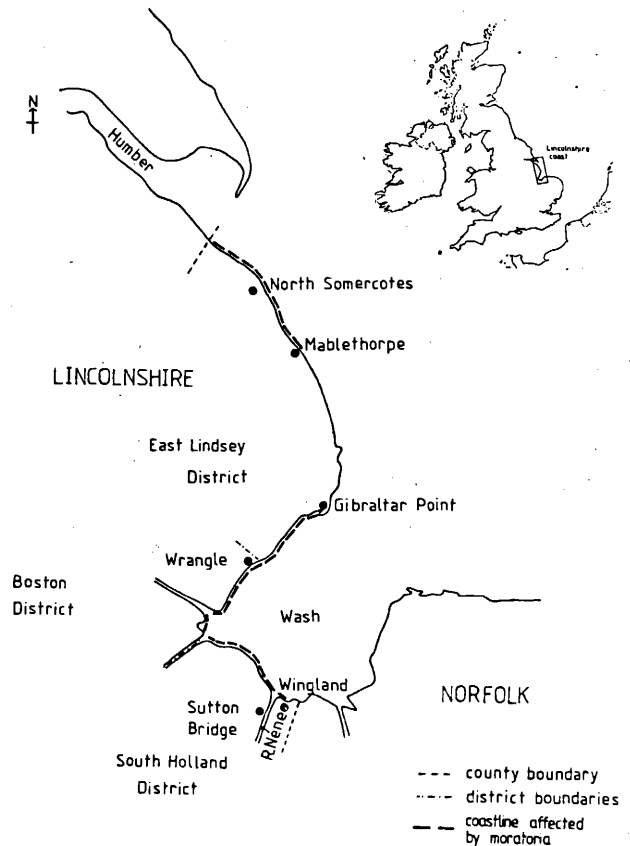 N
Humber
Lincolnshire
coast
North Somercotes
Mablethorpe
LINCOLNSHIRE
East Lindsey
District
Gibraltar Point
Wrangle
Boston
District
Wash
Wingland
NORFOLK
Sutton
Bridge
R.Nene
South Holland
District
county boundary
district boundaries
coastline affected
by moratoria